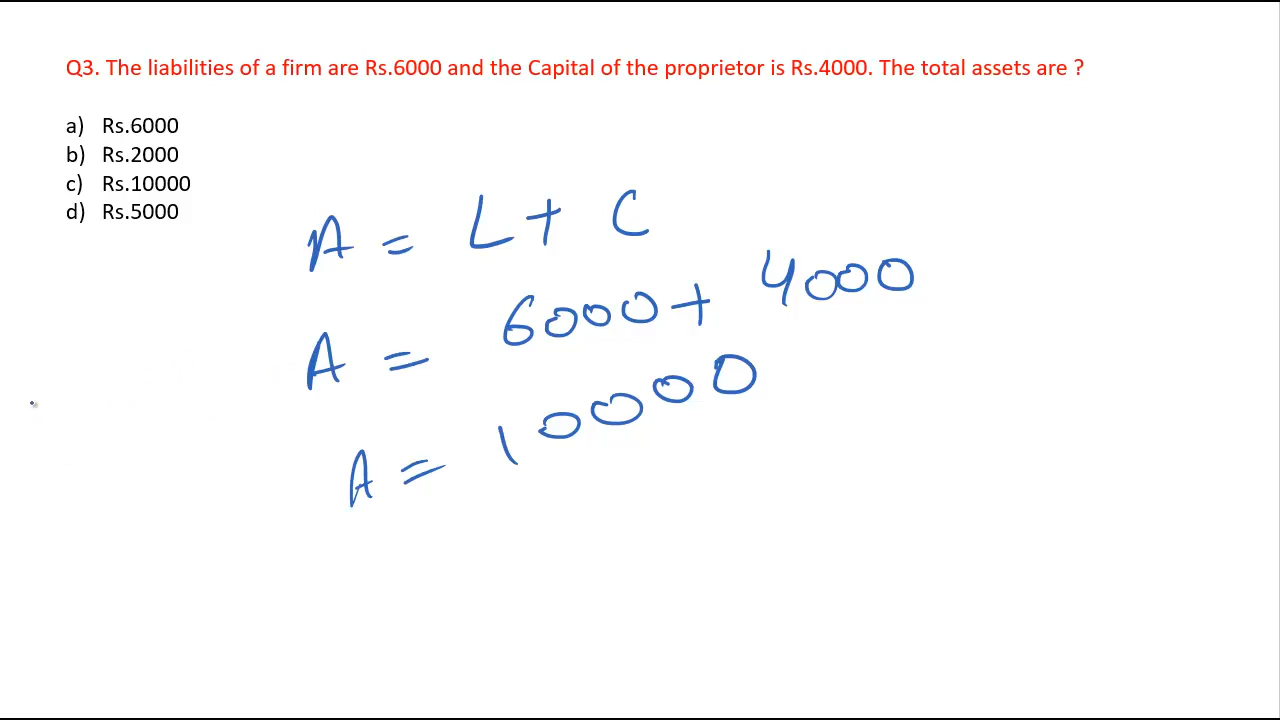 Q3. The liabilities of a firm are Rs.6000 and the Capital of the proprietor is Rs.4000. The total assets are ?
a) Rs.6000
b) Rs.2000
c) Rs.10000
d) Rs.5000
A = L + C
A = 6000 + 4000
A = 10000